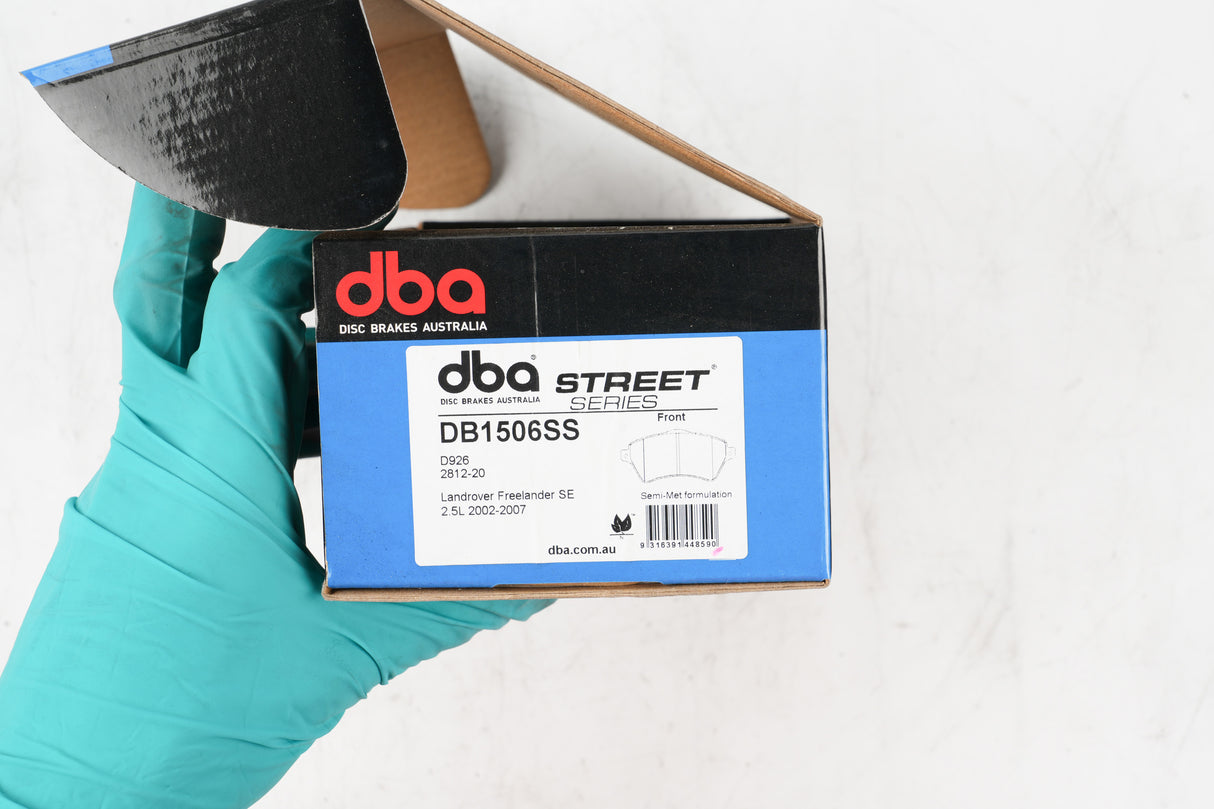 dba
DISC BRAKES AUSTRALIA
dba® STREET®
DISC BRAKES AUSTRALIA SERIES
Front
DB1506SS
D926
2812-20
Landrover Freelander SE
2.5L 2002-2007
Semi-Met formulation
dba.com.au
9 316391 448590